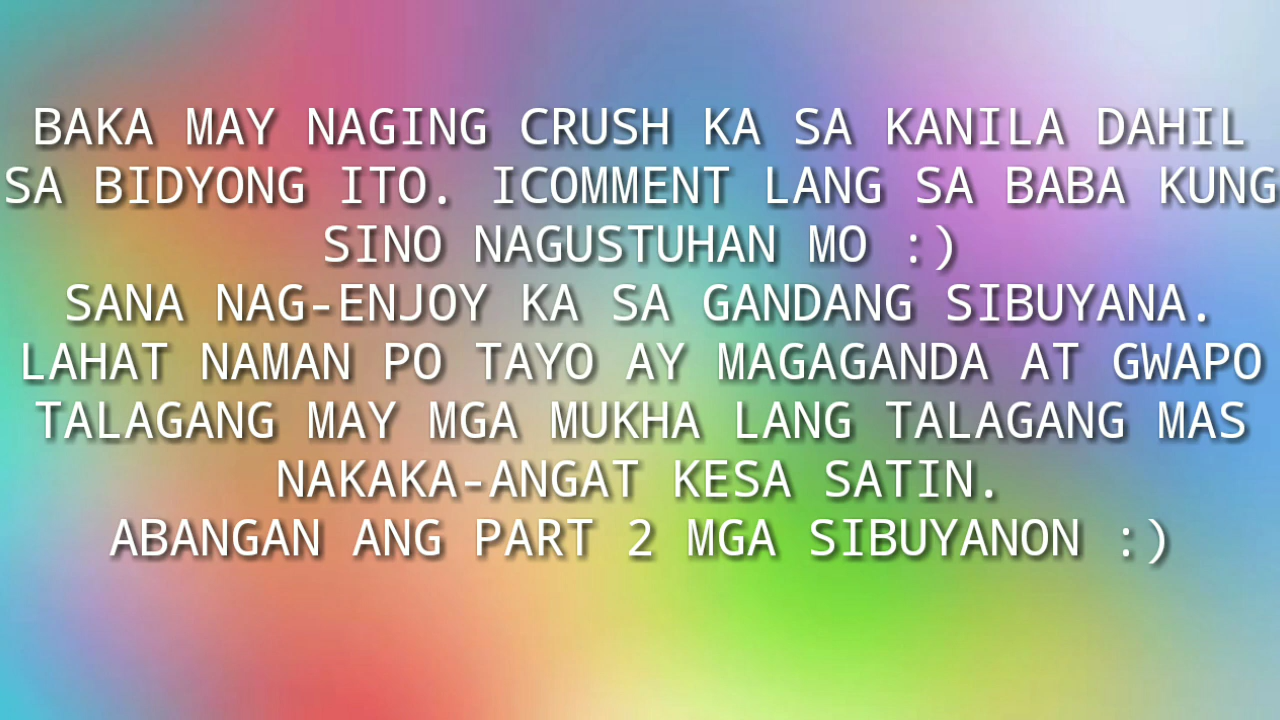 BAKA MAY NAGING CRUSH KA SA KANILA DAHIL
SA BIDYONG ITO. ICOMMENT LANG SA BABA KUNG
SINO NAGUSTUHAN MO :)
SANA NAG-ENJOY KA SA GANDANG SIBUYANA.
LAHAT NAMAN PO TAYO AY MAGAGANDA AT GWAPO
TALAGANG MAY MGA MUKHA LANG TALAGANG MAS
NAKAKA-ANGAT KESA SATIN.
ABANGAN ANG PART 2 MGA SIBUYANON :)